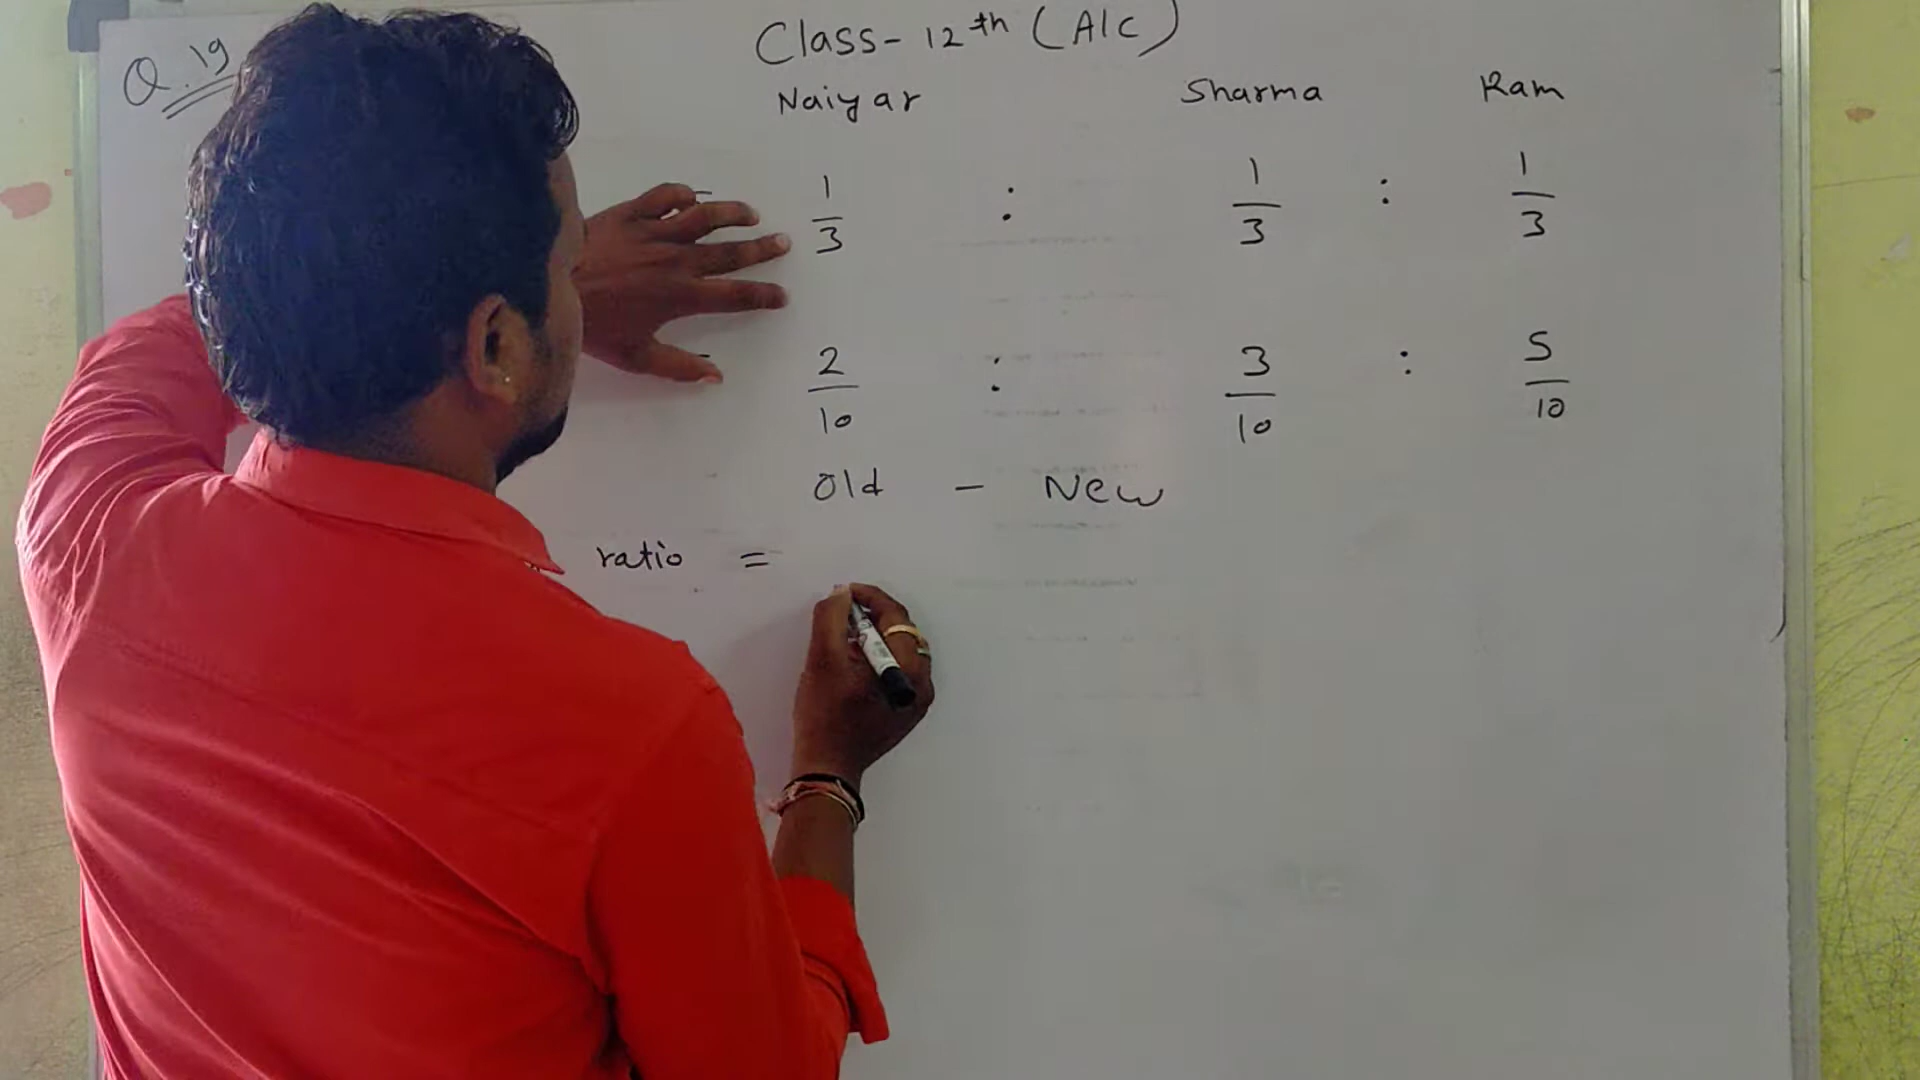 Q.19
Class-12th (A/c)
Naiyar Sharma Ram
1/3 : 1/3 : 1/3
2/10 : 3/10 : 5/10
Old - New
ratio =